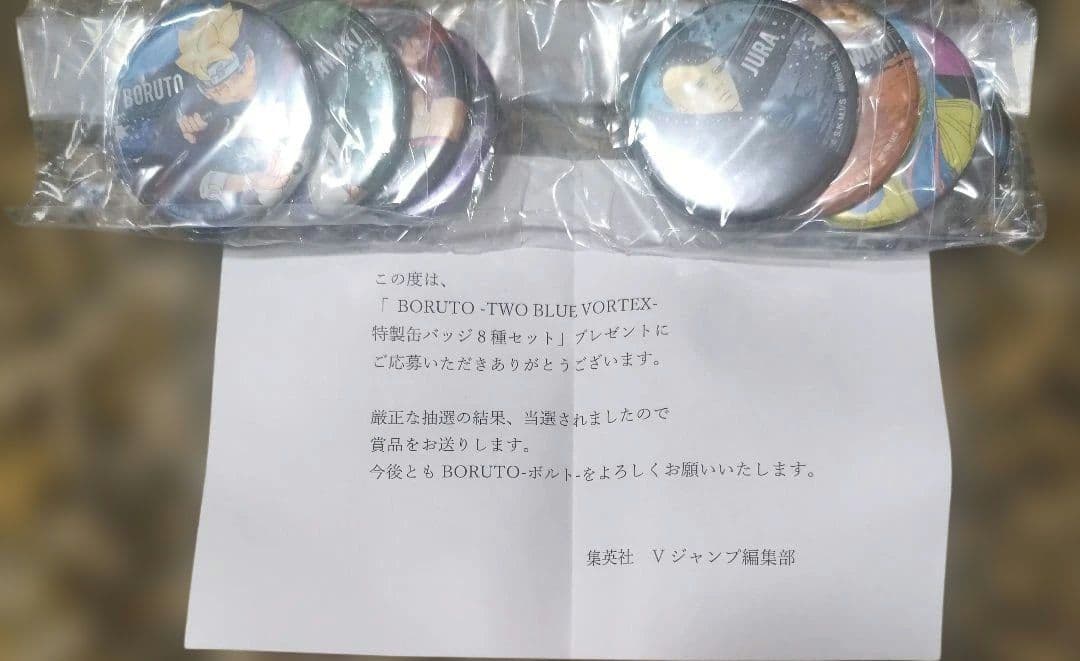 BORUTO
JURA
この度は、
「 BORUTO -TWO BLUE VORTEX-
特製缶バッジ8種セット」プレゼントに
ご応募いただきありがとうございます。
厳正な抽選の結果、当選されましたので
賞品をお送りします。
今後とも BORUTO-ボルト-をよろしくお願いいたします。
集英社 Vジャンプ編集部